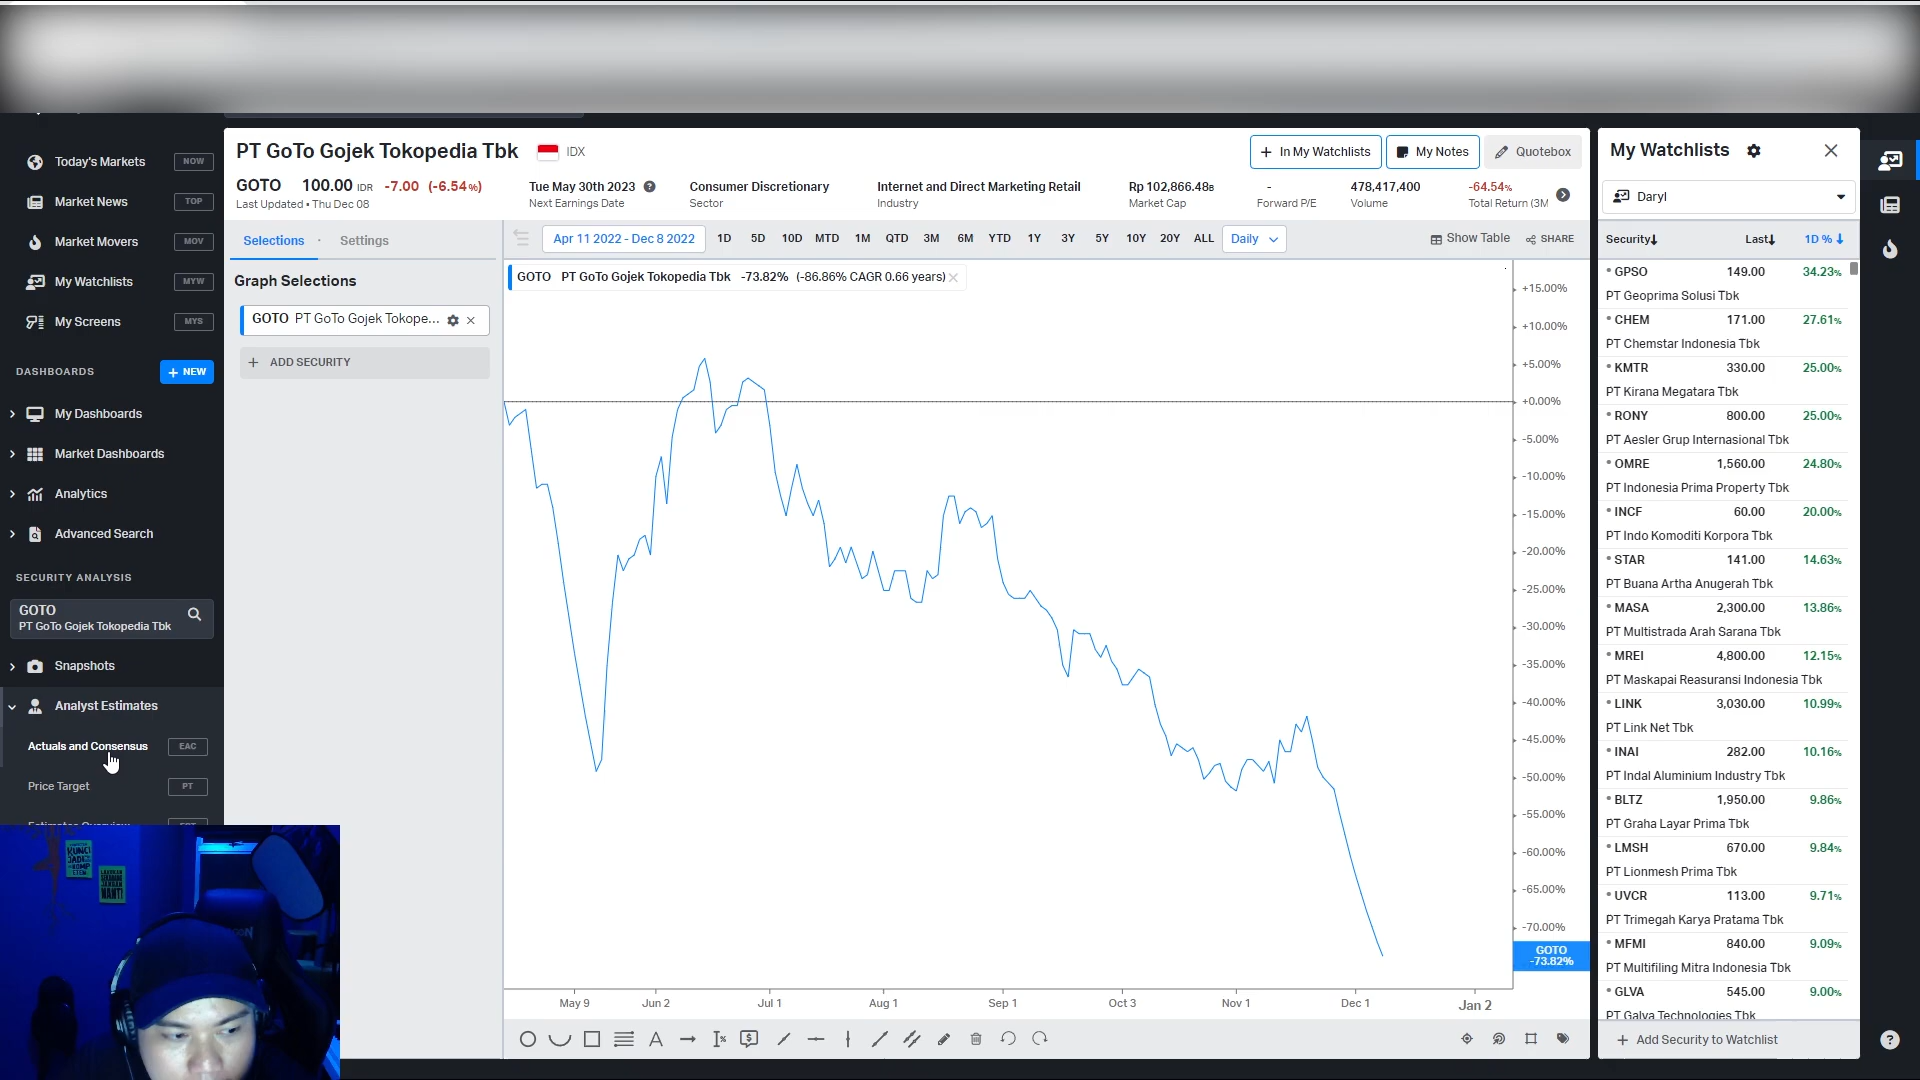 Today's Markets NOW
Market News TOP
Market Movers MOV
My Watchlists MYW
My Screens MYS
DASHBOARDS + NEW
My Dashboards
Market Dashboards
Analytics
Advanced Search
SECURITY ANALYSIS
GOTO
PT GoTo Gojek Tokopedia Tbk
Snapshots
Analyst Estimates
Actuals and Consensus EAC
Price Target PT
KUNCI
JADI
PT GoTo Gojek Tokopedia Tbk IDX
+ In My Watchlists My Notes Quotebox
GOTO 100.00 IDR -7.00 (-6.54%)
Last Updated • Thu Dec 08
Tue May 30th 2023
Next Earnings Date
Consumer Discretionary
Sector
Internet and Direct Marketing Retail
Industry
Rp 102,866.48B
Market Cap
-
Forward P/E
478,417,400
Volume
-64.54%
Total Return (3M
Selections Settings
Graph Selections
GOTO PT GoTo Gojek Tokope...
+ ADD SECURITY
Apr 11 2022 - Dec 8 2022 1D 5D 10D MTD 1M QTD 3M 6M YTD 1Y 3Y 5Y 10Y 20Y ALL Daily Show Table SHARE
GOTO PT GoTo Gojek Tokopedia Tbk -73.82% (-86.86% CAGR 0.66 years)
+15.00%
+10.00%
+5.00%
+0.00%
-5.00%
-10.00%
-15.00%
-20.00%
-25.00%
-30.00%
-35.00%
-40.00%
-45.00%
-50.00%
-55.00%
-60.00%
-65.00%
-70.00%
GOTO
-73.82%
May 9 Jun 2 Jul 1 Aug 1 Sep 1 Oct 3 Nov 1 Dec 1 Jan 2
My Watchlists
Daryl
Security Last 1D %
GPSO 149.00 34.23%
PT Geoprima Solusi Tbk
CHEM 171.00 27.61%
PT Chemstar Indonesia Tbk
KMTR 330.00 25.00%
PT Kirana Megatara Tbk
RONY 800.00 25.00%
PT Aesler Grup Internasional Tbk
OMRE 1,560.00 24.80%
PT Indonesia Prima Property Tbk
INCF 60.00 20.00%
PT Indo Komoditi Korpora Tbk
STAR 141.00 14.63%
PT Buana Artha Anugerah Tbk
MASA 2,300.00 13.86%
PT Multistrada Arah Sarana Tbk
MREI 4,800.00 12.15%
PT Maskapai Reasuransi Indonesia Tbk
LINK 3,030.00 10.99%
PT Link Net Tbk
INAI 282.00 10.16%
PT Indal Aluminium Industry Tbk
BLTZ 1,950.00 9.86%
PT Graha Layar Prima Tbk
LMSH 670.00 9.84%
PT Lionmesh Prima Tbk
UVCR 113.00 9.71%
PT Trimegah Karya Pratama Tbk
MFMI 840.00 9.09%
PT Multifiling Mitra Indonesia Tbk
GLVA 545.00 9.00%
PT Galva Technologies Tbk
+ Add Security to Watchlist